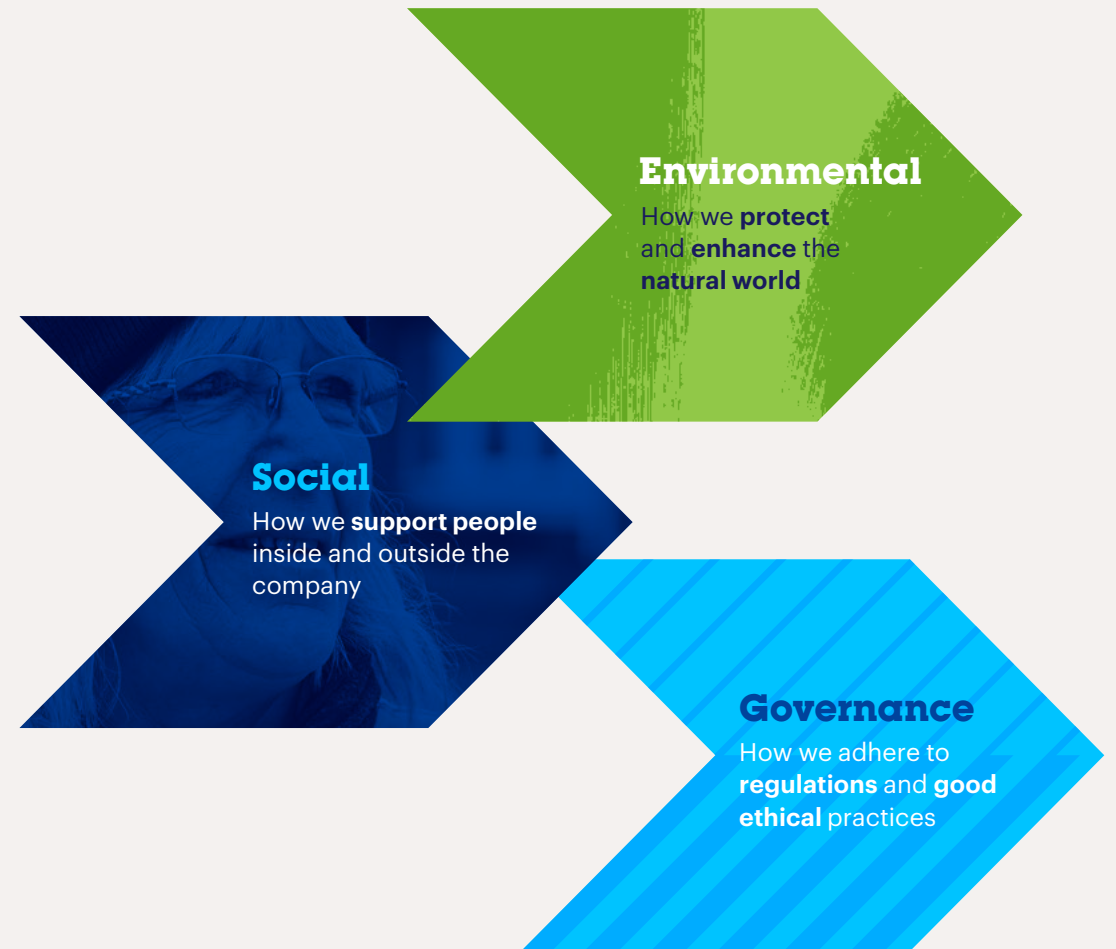 Environmental
How we protect
and enhance the
natural world
Social
How we support people
inside and outside the
company
Governance
How we adhere to
regulations and good
ethical practices